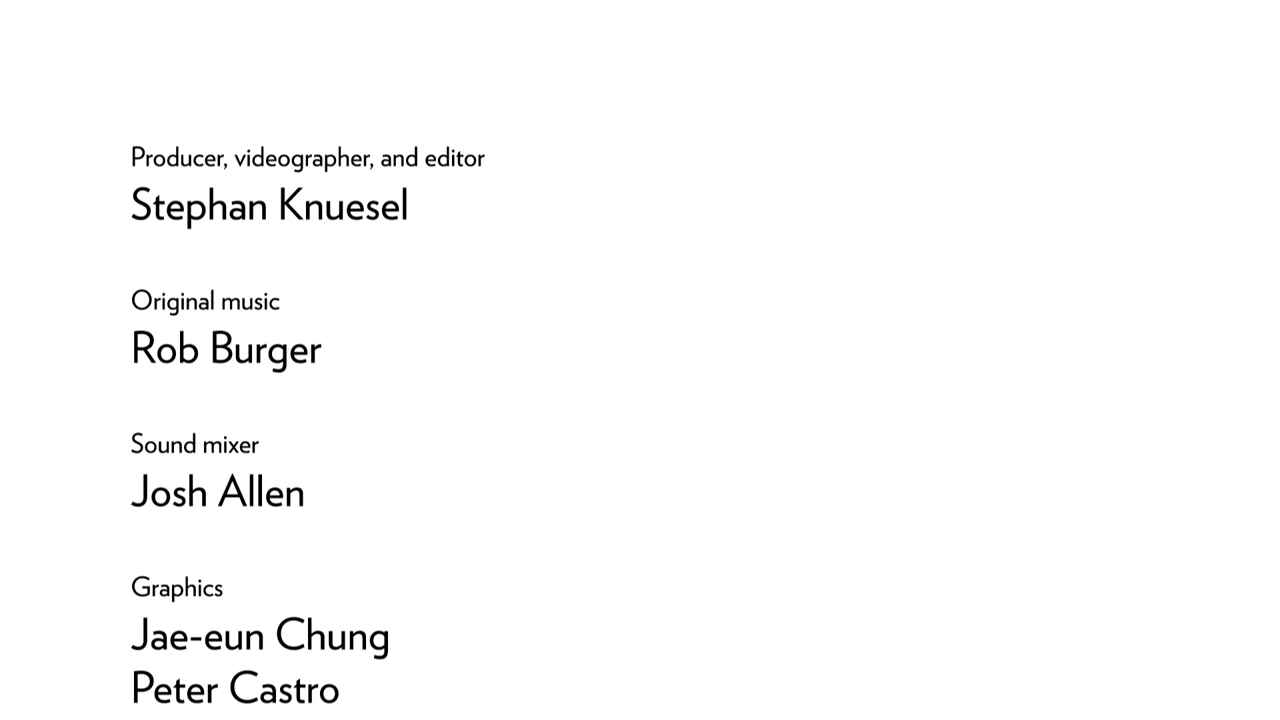 Producer, videographer, and editor
Stephan Knuesel
Original music
Rob Burger
Sound mixer
Josh Allen
Graphics
Jae-eun Chung
Peter Castro